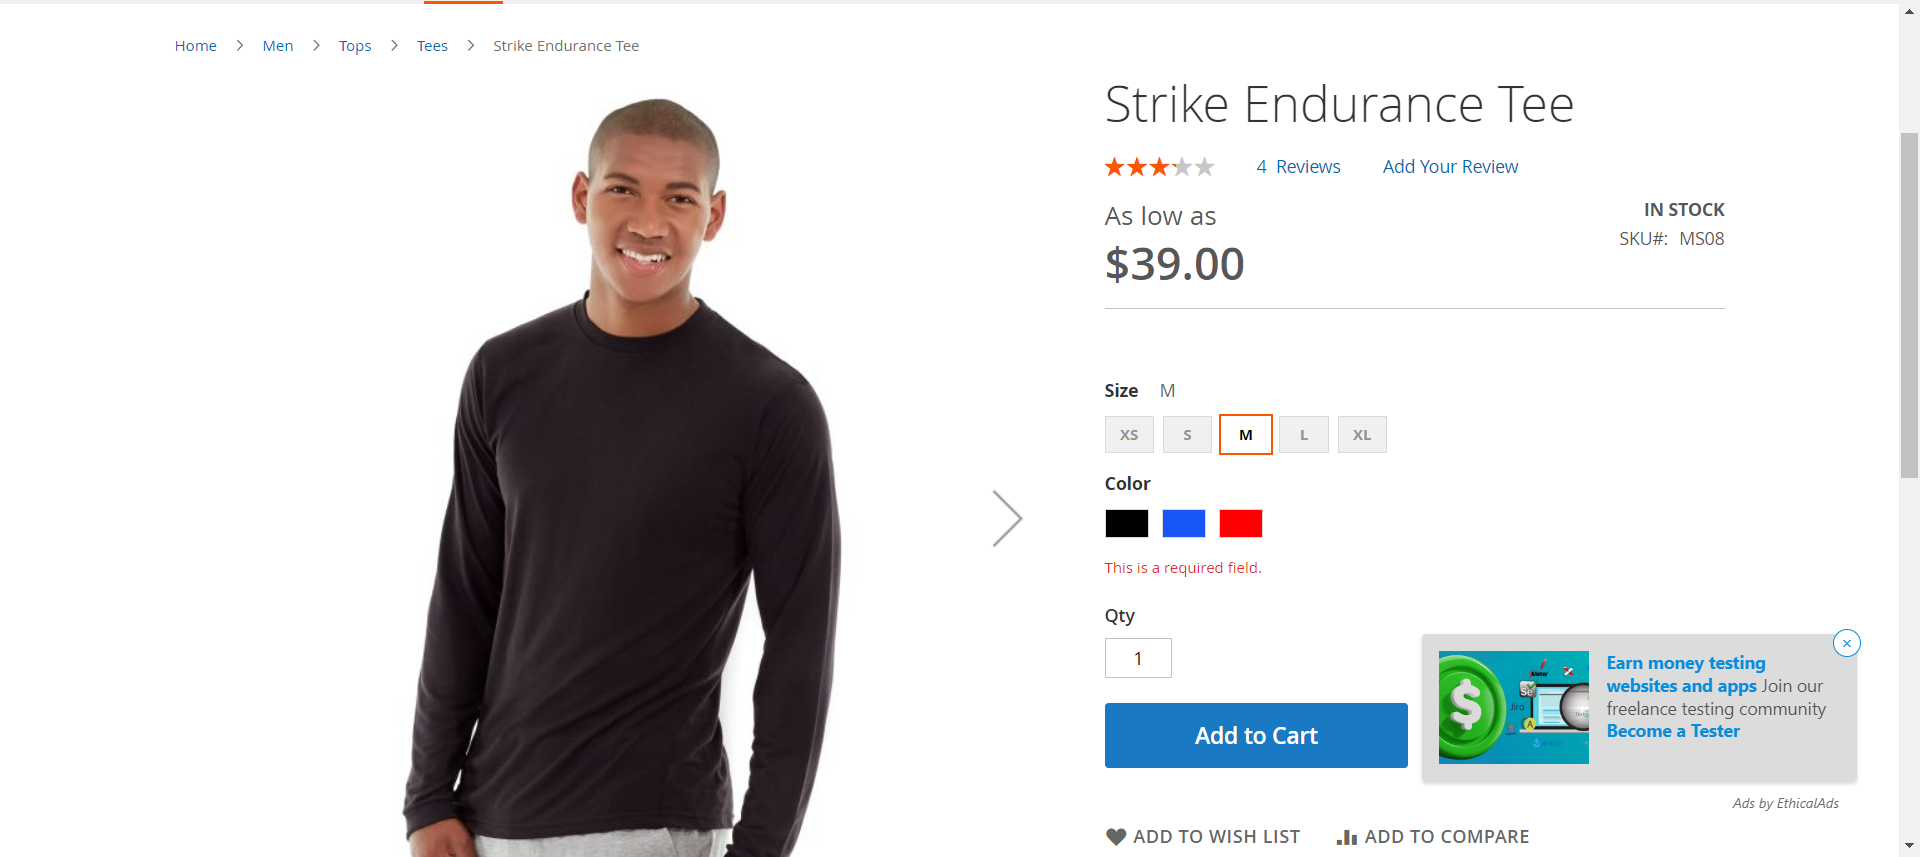 Home > Men > Tops > Tees > Strike Endurance Tee
Strike Endurance Tee
4 Reviews Add Your Review
As low as
$39.00
IN STOCK
SKU#: MS08
Size M
XS S M L XL
Color
This is a required field.
Qty
1
Add to Cart
Earn money testing
websites and apps Join our
freelance testing community
Become a Tester
Ads by EthicalAds
ADD TO WISH LIST ADD TO COMPARE